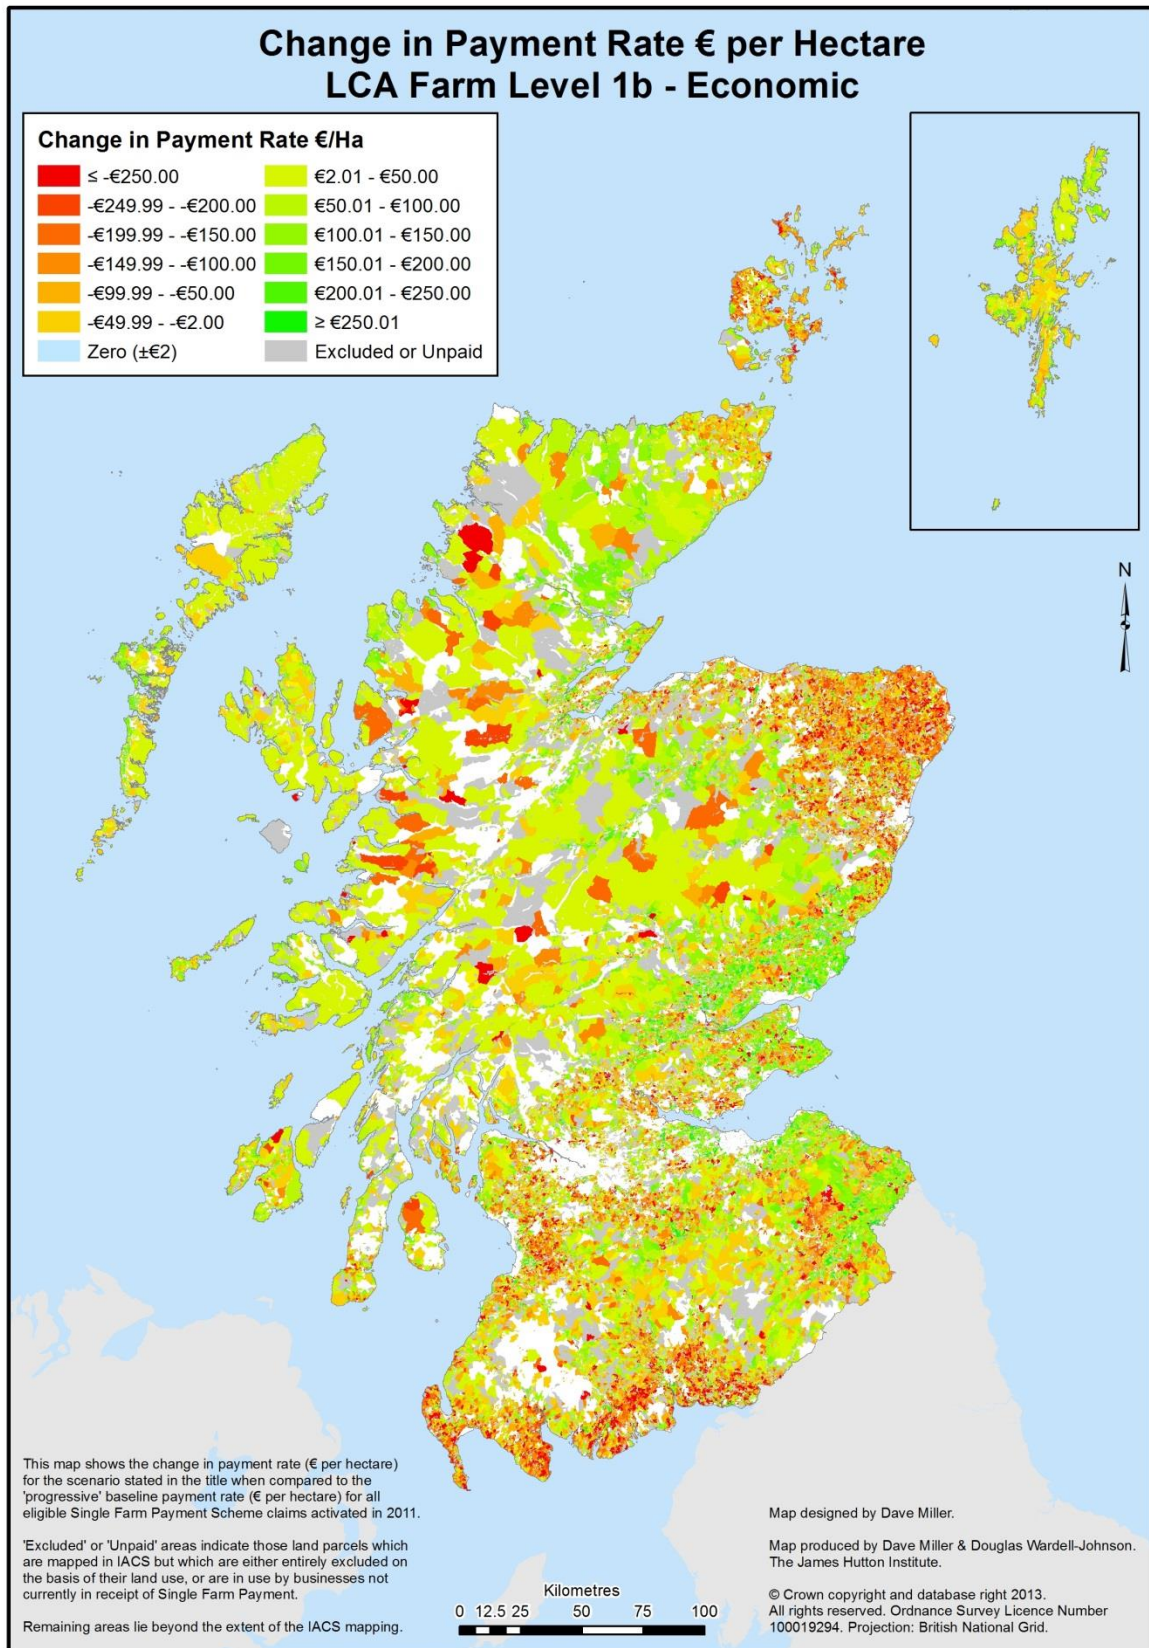 Change in Payment Rate € per Hectare
LCA Farm Level 1b - Economic
Change in Payment Rate €/Ha
≤ -€250.00
-€249.99 - -€200.00
-€199.99 - -€150.00
-€149.99 - -€100.00
-€99.99 - -€50.00
-€49.99 - -€2.00
Zero (±€2)
€2.01 - €50.00
€50.01 - €100.00
€100.01 - €150.00
€150.01 - €200.00
€200.01 - €250.00
≥ €250.01
Excluded or Unpaid
N
This map shows the change in payment rate (€ per hectare)
for the scenario stated in the title when compared to the
'progressive' baseline payment rate (€ per hectare) for all
eligible Single Farm Payment Scheme claims activated in 2011.
'Excluded' or 'Unpaid' areas indicate those land parcels which
are mapped in IACS but which are either entirely excluded on
the basis of their land use, or are in use by businesses not
currently in receipt of Single Farm Payment.
Remaining areas lie beyond the extent of the IACS mapping.
Kilometres
0 12.5 25 50 75 100
Map designed by Dave Miller.
Map produced by Dave Miller & Douglas Wardell-Johnson.
The James Hutton Institute.
© Crown copyright and database right 2013.
All rights reserved. Ordnance Survey Licence Number
100019294. Projection: British National Grid.